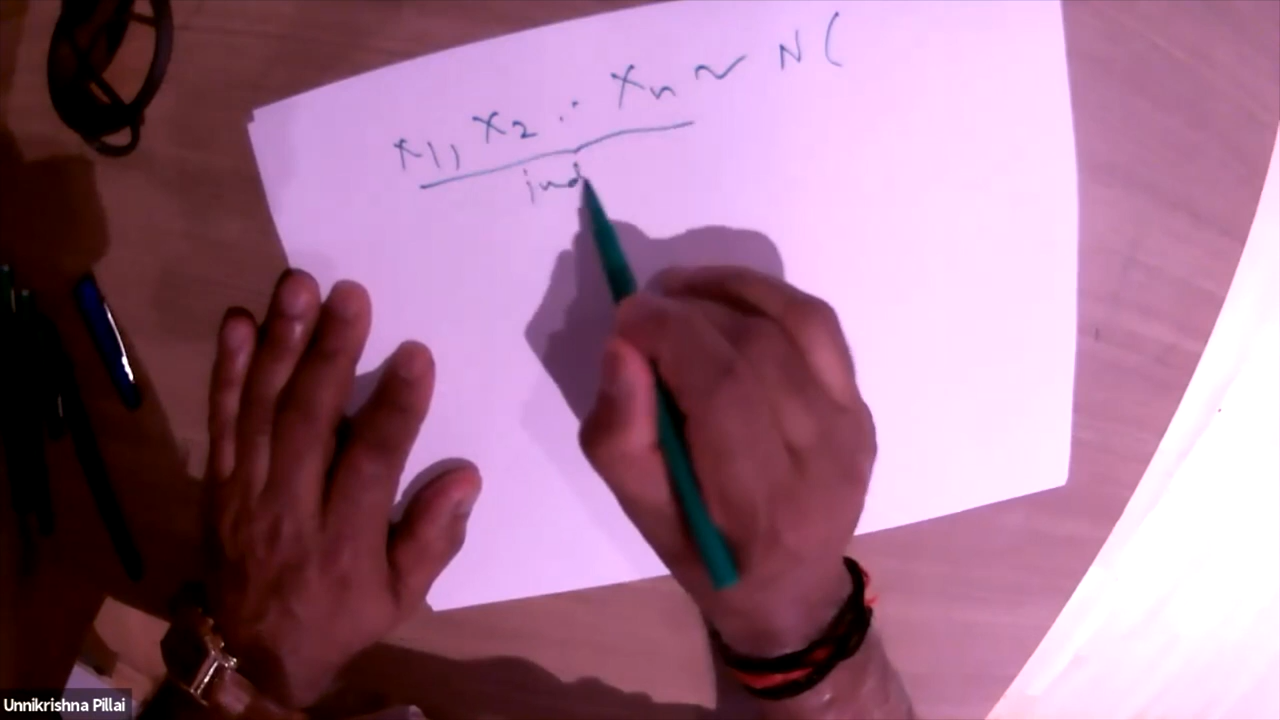 x1, x2 .. xn ~ N(
ind
Unnikrishna Pillai